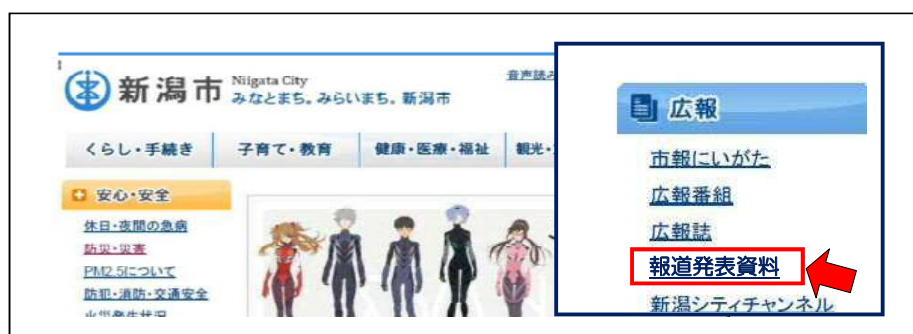 新潟市
Niigata City
みなとまち。みらいまち。新潟市
音声読み
くらし・手続き
子育て・教育
健康・医療・福祉
観光・
安心・安全
休日・夜間の急病
防災・災害
PM2.5について
防犯・消防・交通安全
広報
市報にいがた
広報番組
広報誌
報道発表資料
新潟シティチャンネル